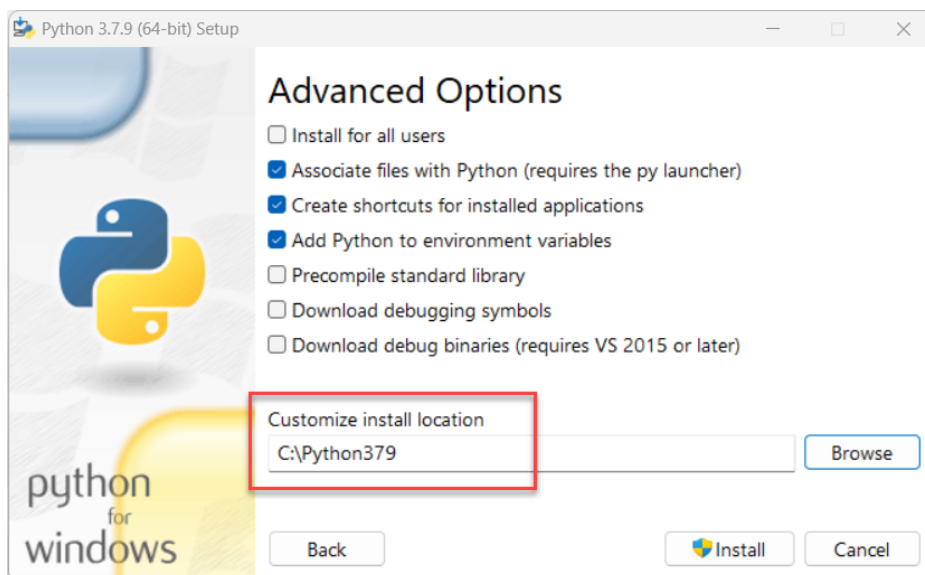 Python 3.7.9 (64-bit) Setup
Advanced Options
Install for all users
Associate files with Python (requires the py launcher)
Create shortcuts for installed applications
Add Python to environment variables
Precompile standard library
Download debugging symbols
Download debug binaries (requires VS 2015 or later)
Customize install location
C:\Python379
Browse
python
for
windows
Back
Install
Cancel